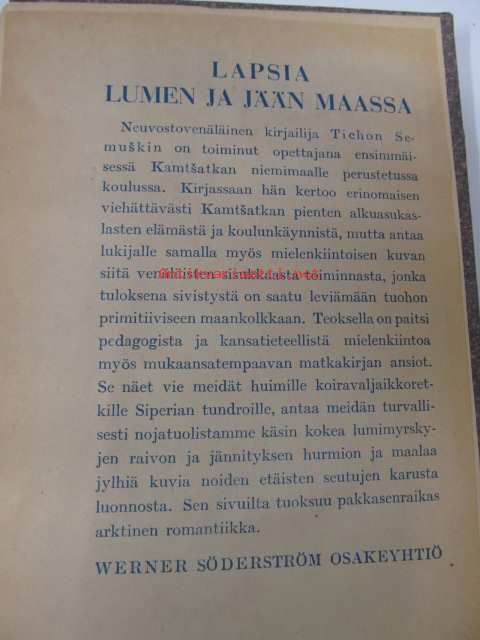 LAPSIA
LUMEN JA JÄÄN MAASSA
Neuvostovenäläinen kirjailija Tichon Se-
muškin on toiminut opettajana ensimmäi-
sessä Kamtšatkan niemimaalle perustetussa
koulussa. Kirjassaan hän kertoo erinomaisen
viehättävästi Kamtšatkan pienten alkuasukas-
lasten elämästä ja koulunkäynnistä, mutta antaa
lukijalle samalla myös mielenkiintoisen kuvan
siitä venäläisten sisukkaasta toiminnasta, jonka
tuloksena sivistystä on saatu leviämään tuohon
primitiiviseen maankolkkaan. Teoksella on paitsi
pedagogista ja kansatieteellistä mielenkiintoa
myös mukaansatempaavan matkakirjan ansiot.
Se näet vie meidät huimille koiravaljaikkoret-
kille Siperian tundroille, antaa meidän turvalli-
sesti nojatuolistamme käsin kokea lumimyrsky-
jen raivon ja jännityksen hurmion ja maalaa
jylhiä kuvia noiden etäisten seutujen karusta
luonnosta. Sen sivuilta tuoksuu pakkasenraikas
arktinen romantiikka.
WERNER SÖDERSTRÖM OSAKEYHTIÖ